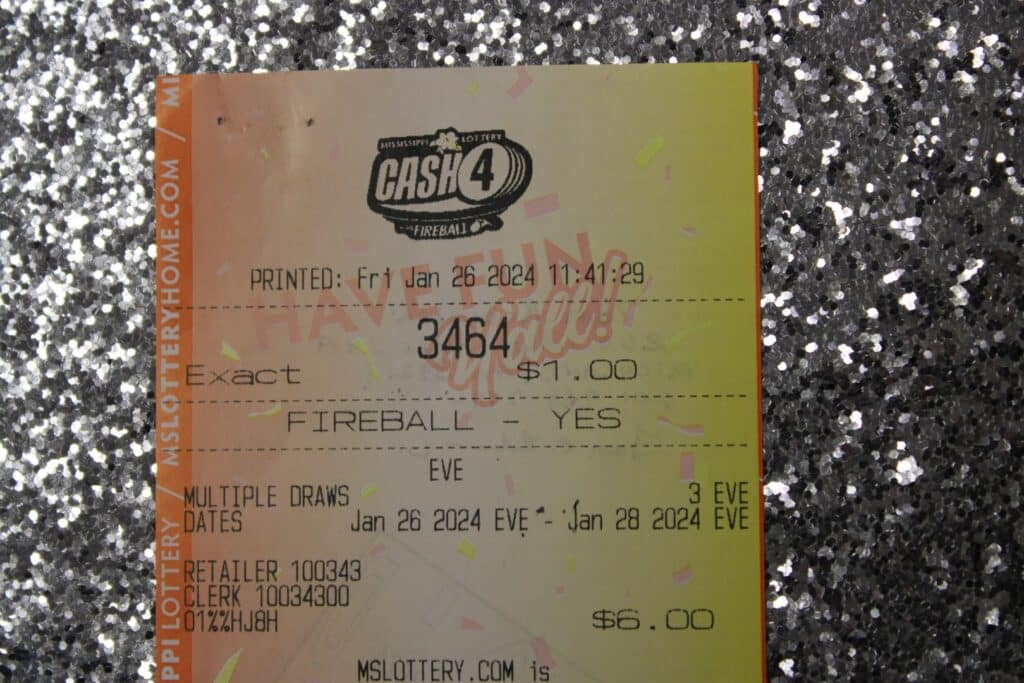 MISSISSIPPI LOTTERY
CASH 4
FIREBALL
HAVE FUN
Y'all!
PRINTED: Fri Jan 26 2024 11:41:29
3464
Exact $1.00
FIREBALL - YES
EVE
MULTIPLE DRAWS 3 EVE
DATES Jan 26 2024 EVE - Jan 28 2024 EVE
RETAILER 100343
CLERK 10034300
01%%HJ8H
$6.00
MSLOTTERY.COM is
PPI LOTTERY / MSLOTTERYHOME.COM / MI